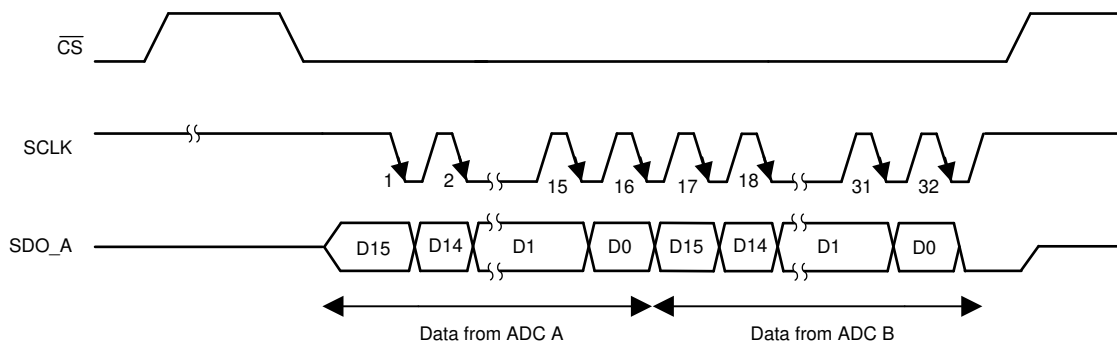 CS
SCLK
1 2 15 16 17 18 31 32
SDO_A
D15 D14 D1 D0 D15 D14 D1 D0
Data from ADC A Data from ADC B